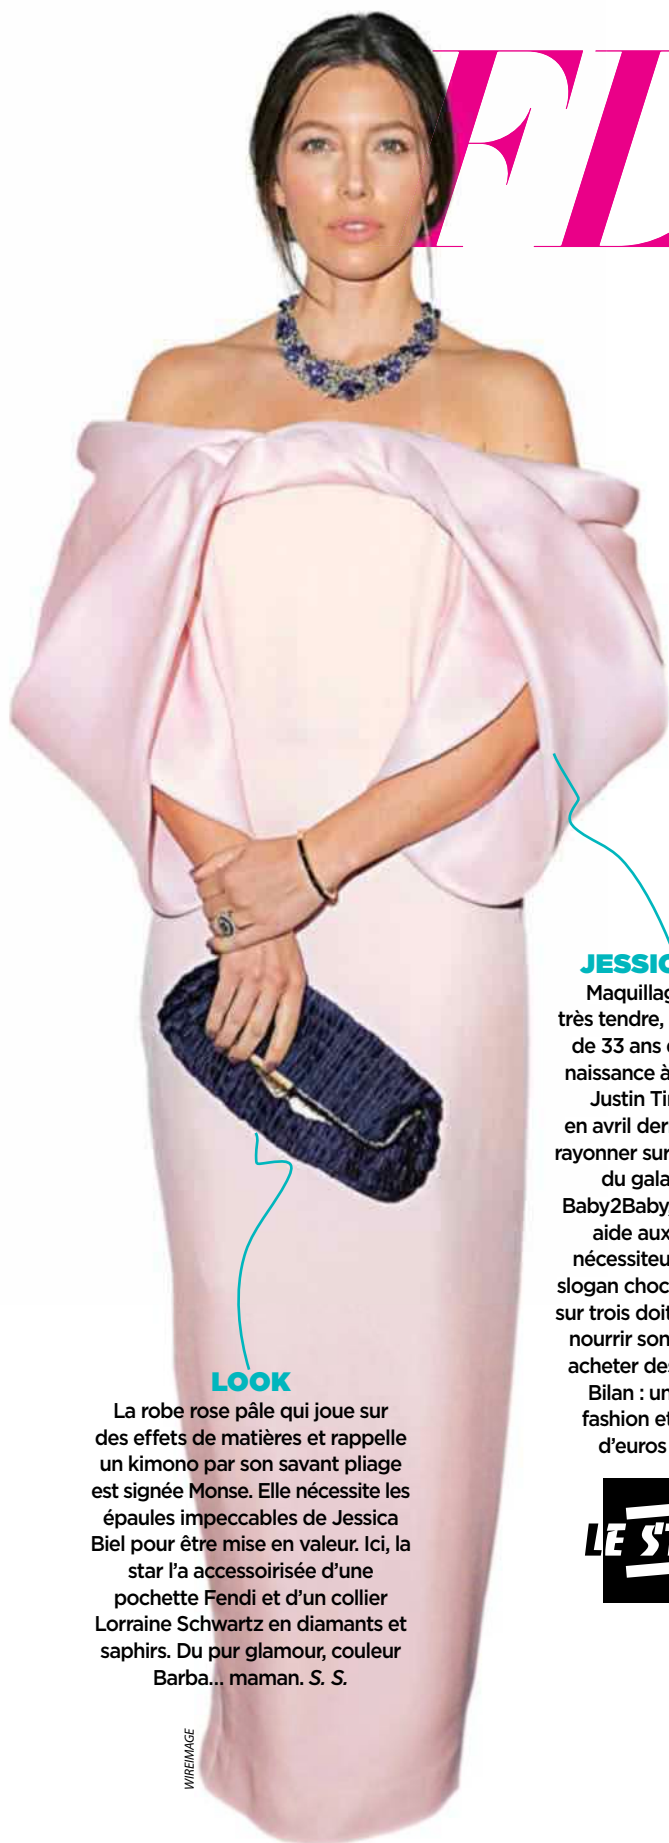 JESSIC
Maquillag
très tendre,
de 33 ans
naissance à
Justin Ti
en avril der
rayonner sur
du gala
Baby2Baby
aide aux
nécessiteu
slogan choc
sur trois doit
nourrir son
acheter des
Bilan : un
fashion et
d'euros
LE ST
LOOK
La robe rose pâle qui joue sur
des effets de matières et rappelle
un kimono par son savant pliage
est signée Monse. Elle nécessite les
épaules impeccables de Jessica
Biel pour être mise en valeur. Ici, la
star l'a accessoirisée d'une
pochette Fendi et d'un collier
Lorraine Schwartz en diamants et
saphirs. Du pur glamour, couleur
Barba... maman. S. S.
WIREIMAGE